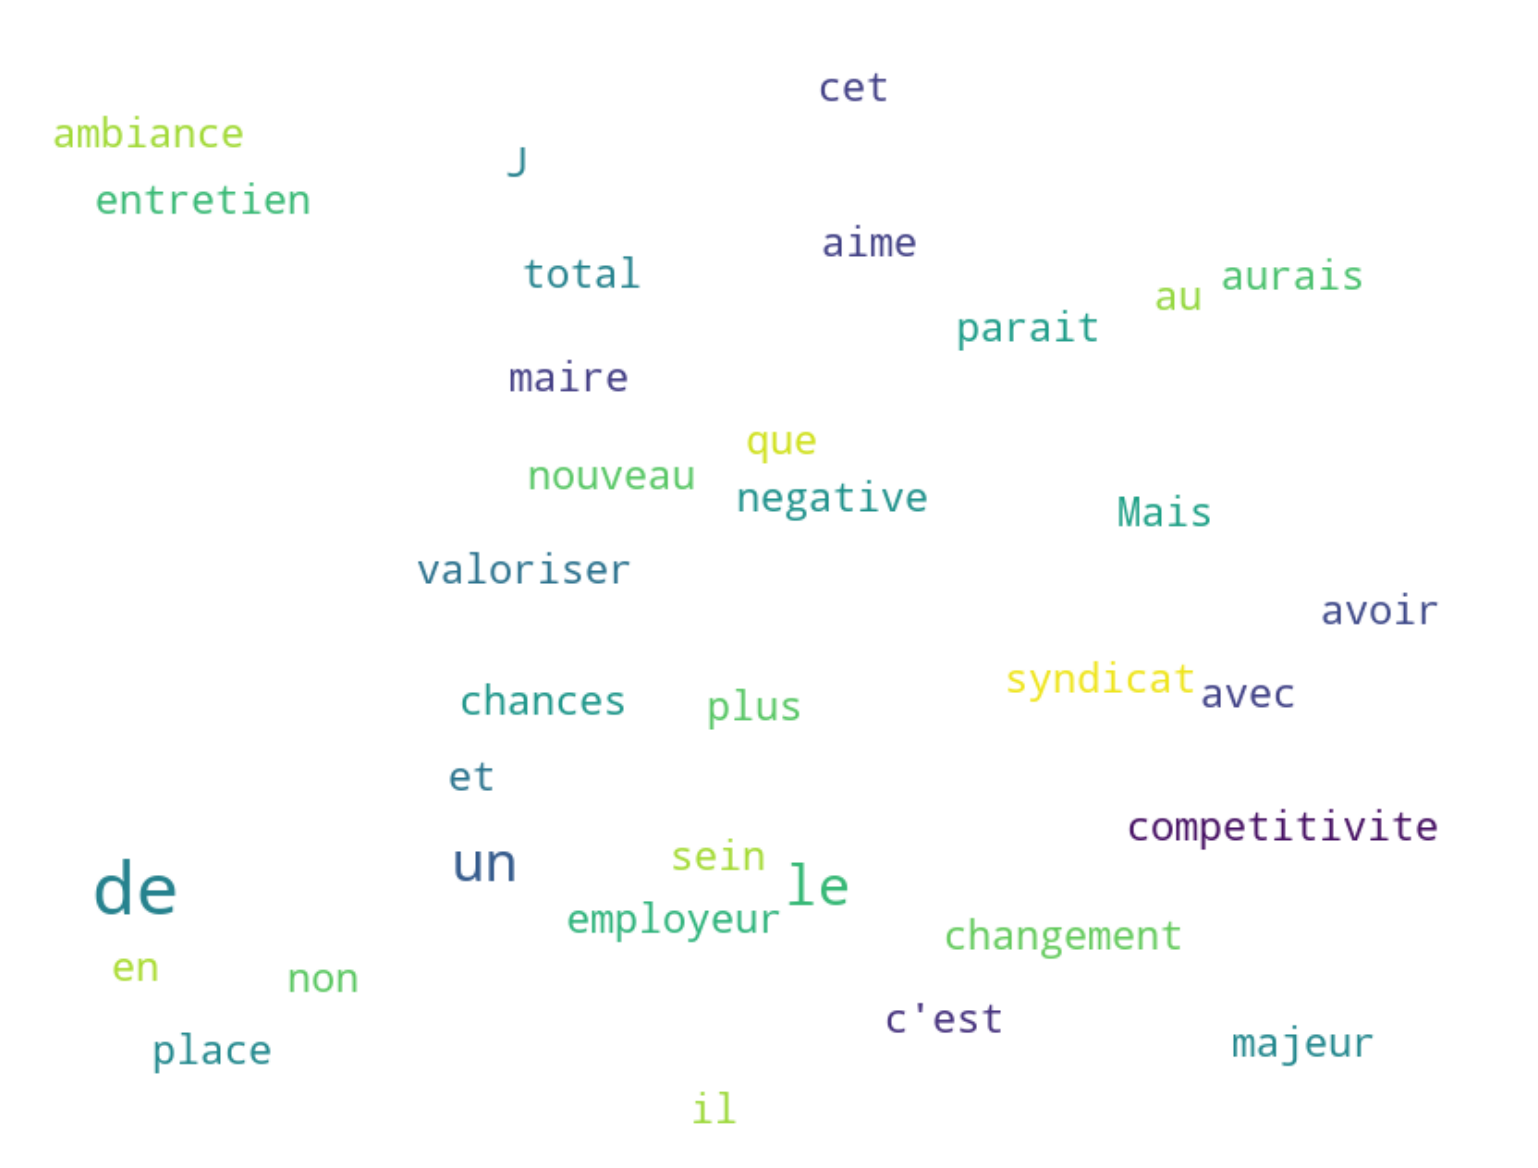 cet
ambiance
J
entretien
aime
total
aurais
au
parait
maire
que
nouveau
negative
Mais
valoriser
avoir
syndicat
avec
chances
plus
et
competitivite
sein
un
de
le
employeur
changement
en
non
c'est
majeur
place
il